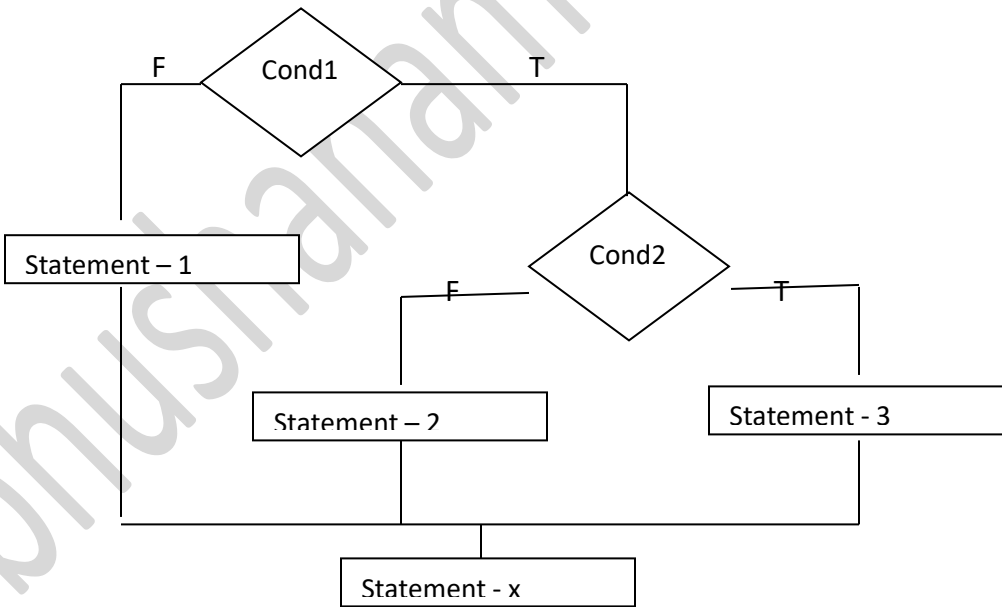 F
Cond1
T
Statement – 1
Cond2
F
T
Statement – 2
Statement - 3
Statement - x